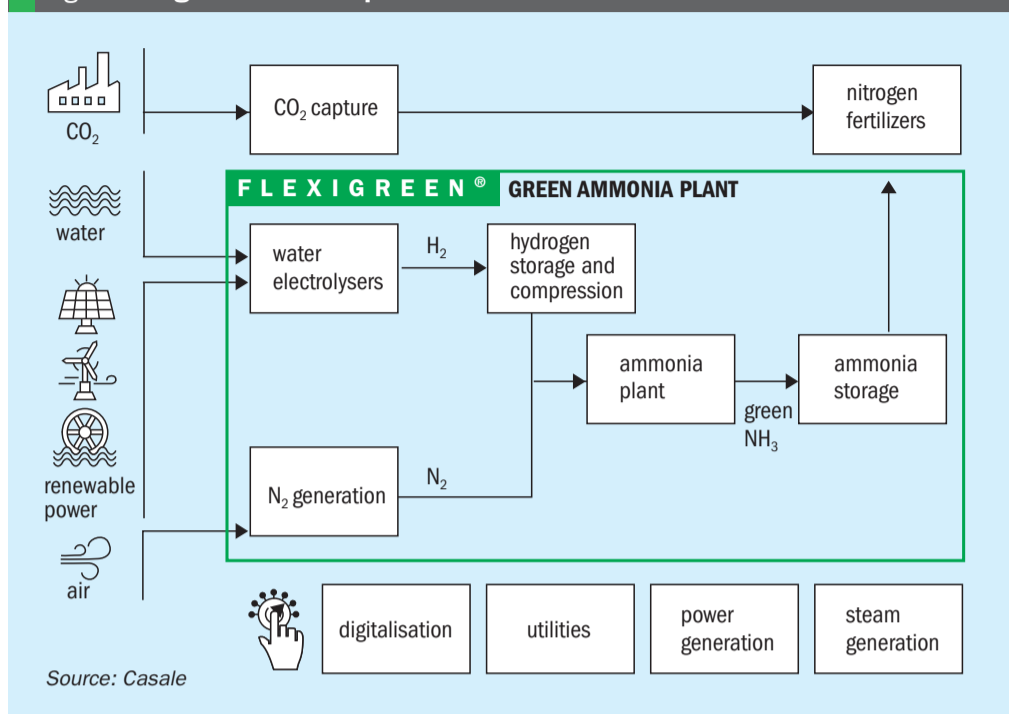 CO₂
CO₂ capture
nitrogen
fertilizers
water
FLEXIGREEN® GREEN AMMONIA PLANT
water
electrolysers
H₂
hydrogen
storage and
compression
ammonia
plant
green
NH₃
ammonia
storage
renewable
power
N₂ generation
N₂
air
digitalisation
utilities
power
generation
steam
generation
Source: Casale